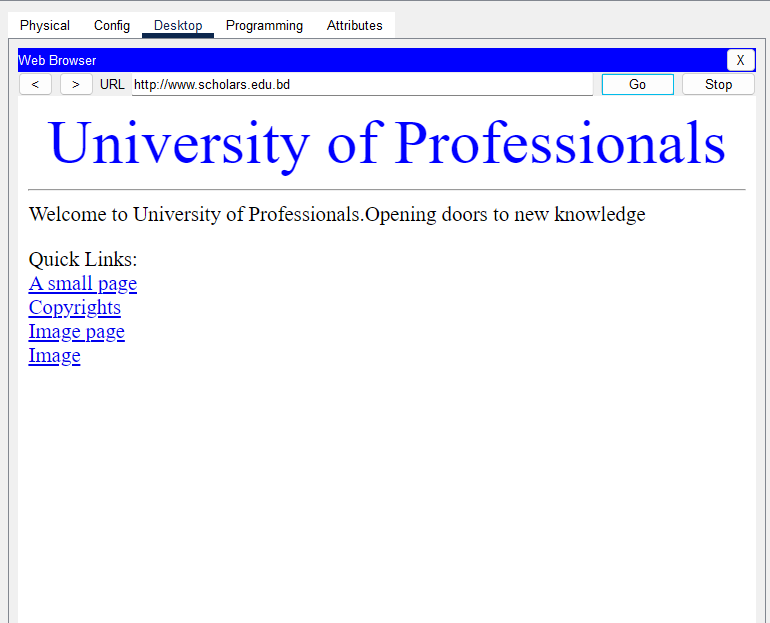 Physical Config Desktop Programming Attributes
Web Browser X
< > URL http://www.scholars.edu.bd Go Stop
University of Professionals
Welcome to University of Professionals.Opening doors to new knowledge
Quick Links:
A small page
Copyrights
Image page
Image